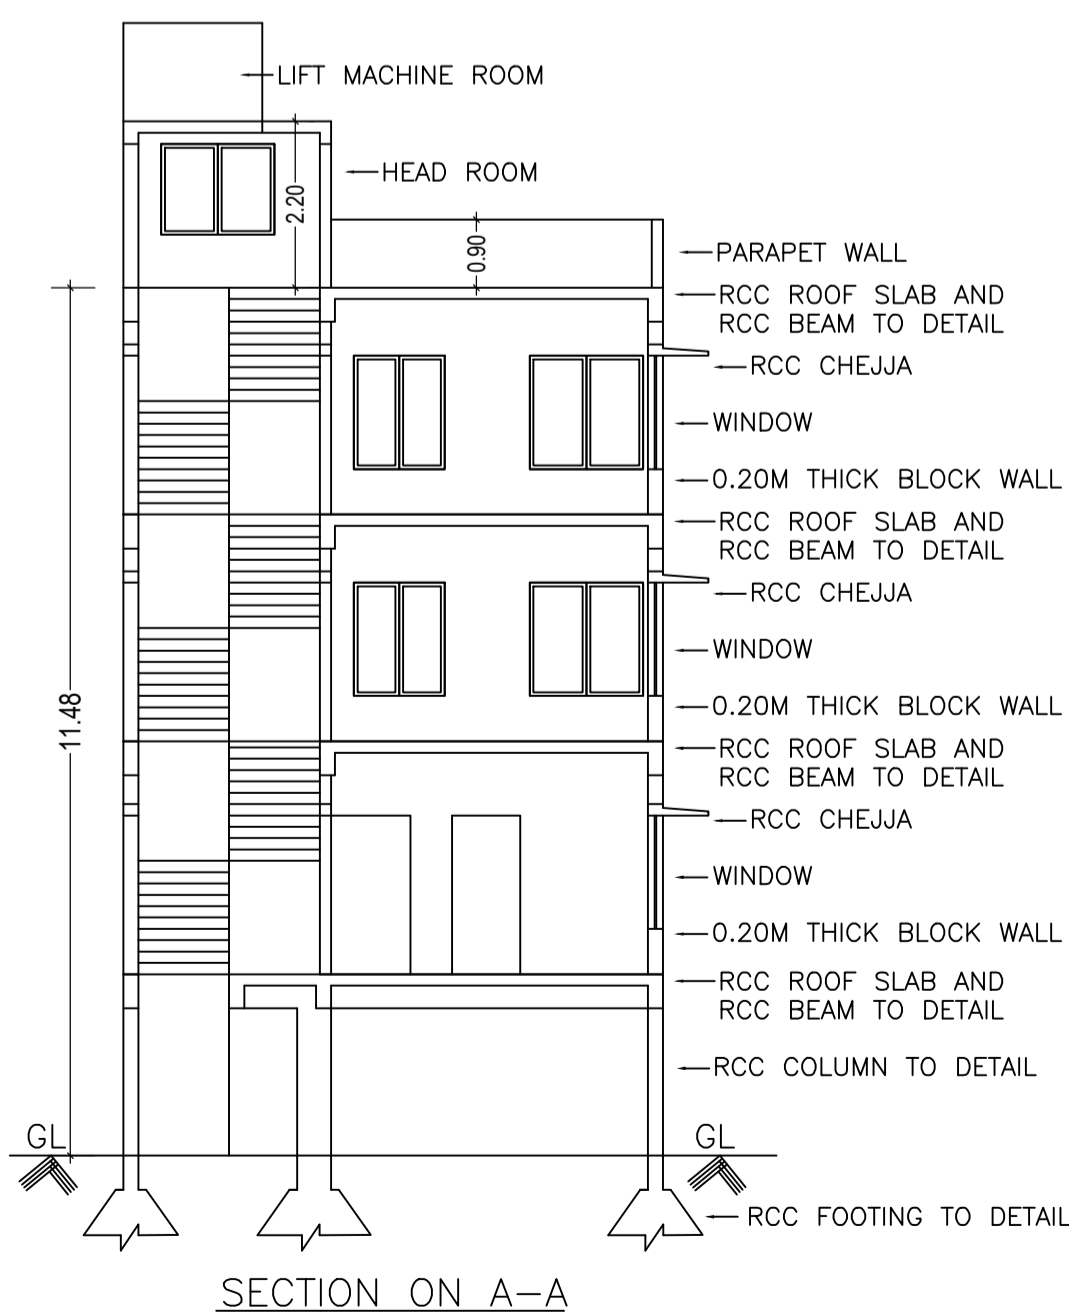 LIFT MACHINE ROOM
HEAD ROOM
2.20
0.90
PARAPET WALL
RCC ROOF SLAB AND
RCC BEAM TO DETAIL
RCC CHEJJA
WINDOW
0.20M THICK BLOCK WALL
RCC ROOF SLAB AND
RCC BEAM TO DETAIL
RCC CHEJJA
WINDOW
11.48
0.20M THICK BLOCK WALL
RCC ROOF SLAB AND
RCC BEAM TO DETAIL
RCC CHEJJA
WINDOW
0.20M THICK BLOCK WALL
RCC ROOF SLAB AND
RCC BEAM TO DETAIL
RCC COLUMN TO DETAIL
GL
GL
RCC FOOTING TO DETAIL
SECTION ON A-A